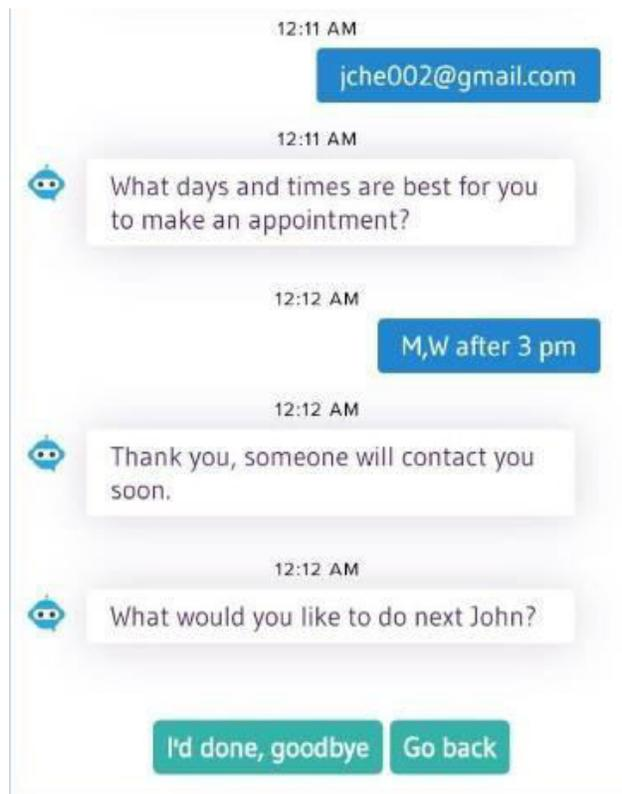 12:11 AM
jche002@gmail.com
12:11 AM
What days and times are best for you
to make an appointment?
12:12 AM
M,W after 3 pm
12:12 AM
Thank you, someone will contact you
soon.
12:12 AM
What would you like to do next John?
I'd done, goodbye
Go back